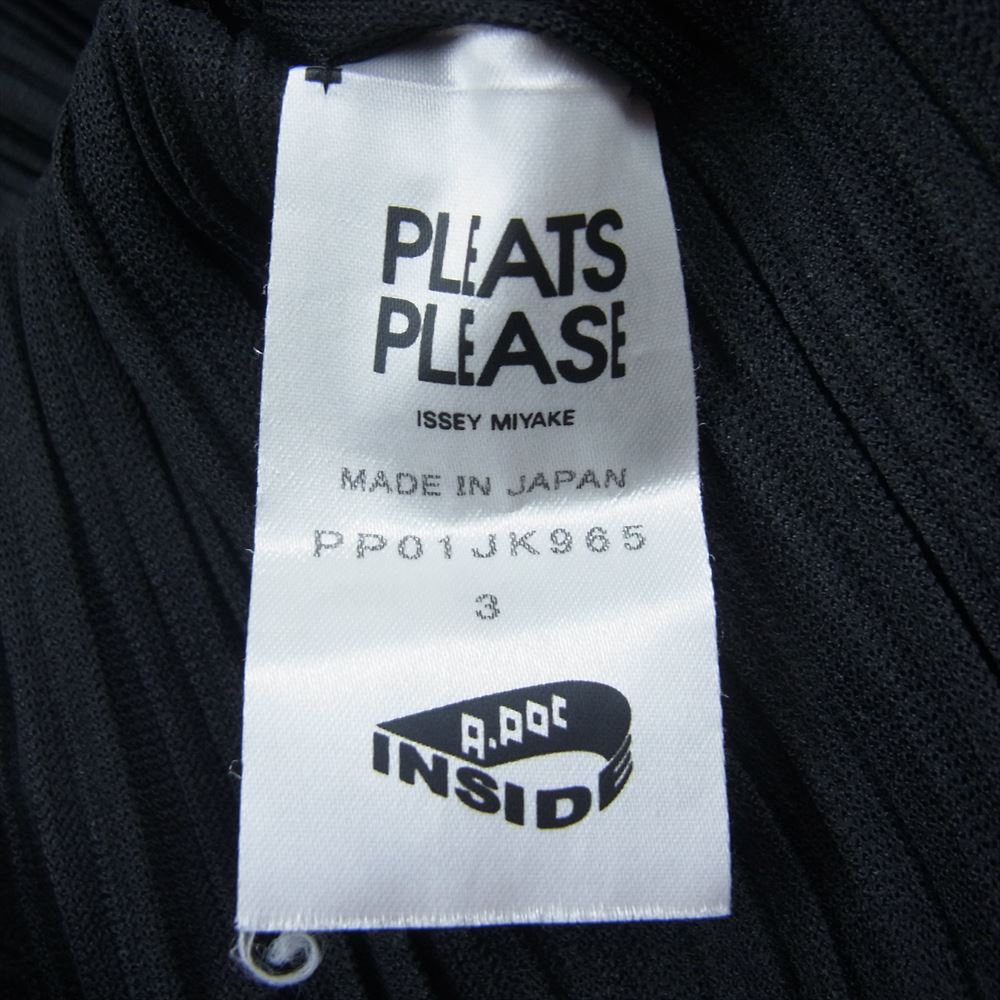 PLEATS
PLEASE
ISSEY MIYAKE
MADE IN JAPAN
PP01JK965
3
A.POC
INSIDE